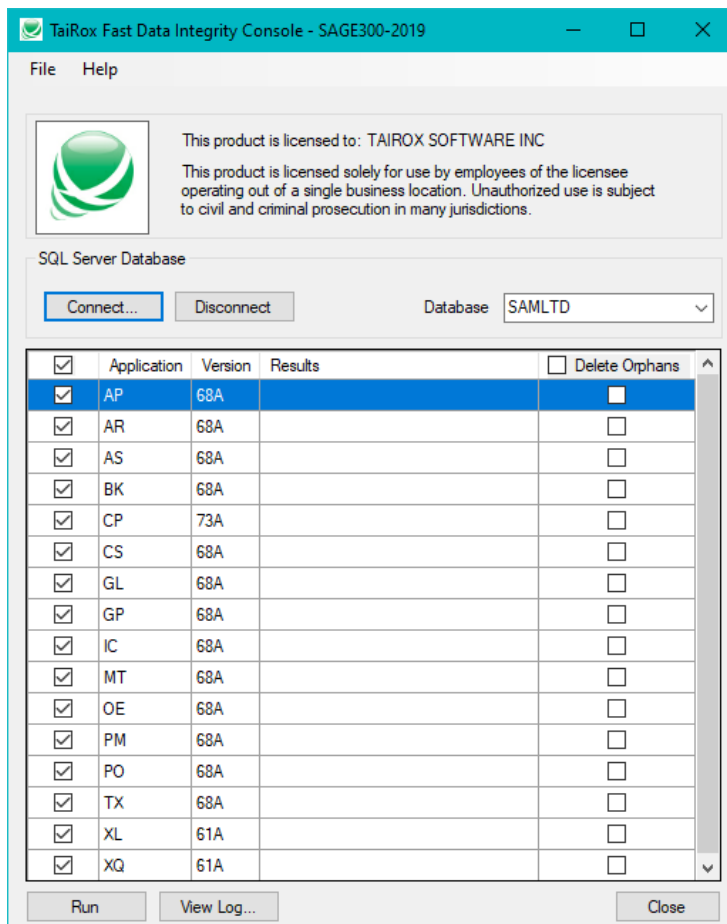 TaiRox Fast Data Integrity Console - SAGE300-2019
File Help
This product is licensed to: TAIROX SOFTWARE INC
This product is licensed solely for use by employees of the licensee
operating out of a single business location. Unauthorized use is subject
to civil and criminal prosecution in many jurisdictions.
SQL Server Database
Connect... Disconnect Database SAMLTD
Application Version Results Delete Orphans
AP 68A
AR 68A
AS 68A
BK 68A
CP 73A
CS 68A
GL 68A
GP 68A
IC 68A
MT 68A
OE 68A
PM 68A
PO 68A
TX 68A
XL 61A
XQ 61A
Run View Log... Close